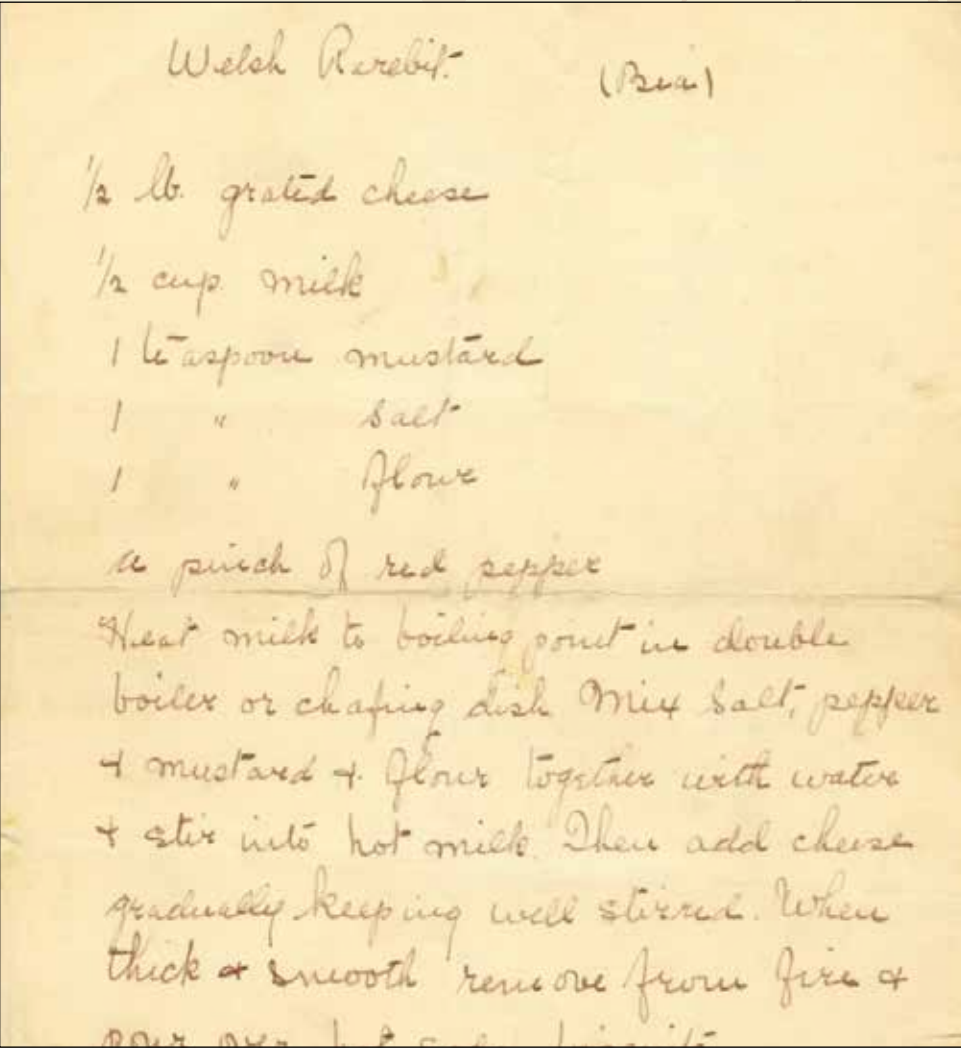 Welsh Rarebit.
½ lb. grated cheese
½ cup milk
1 teaspoon mustard
1 " salt
1 " flour
a pinch of red pepper
Heat milk to boiling point in double
boiler or chafing dish Mix salt, pepper
& mustard & flour together with water
& stir into hot milk. Then add cheese
gradually keeping well stirred. When
thick & smooth remove from fire &
pour over hot